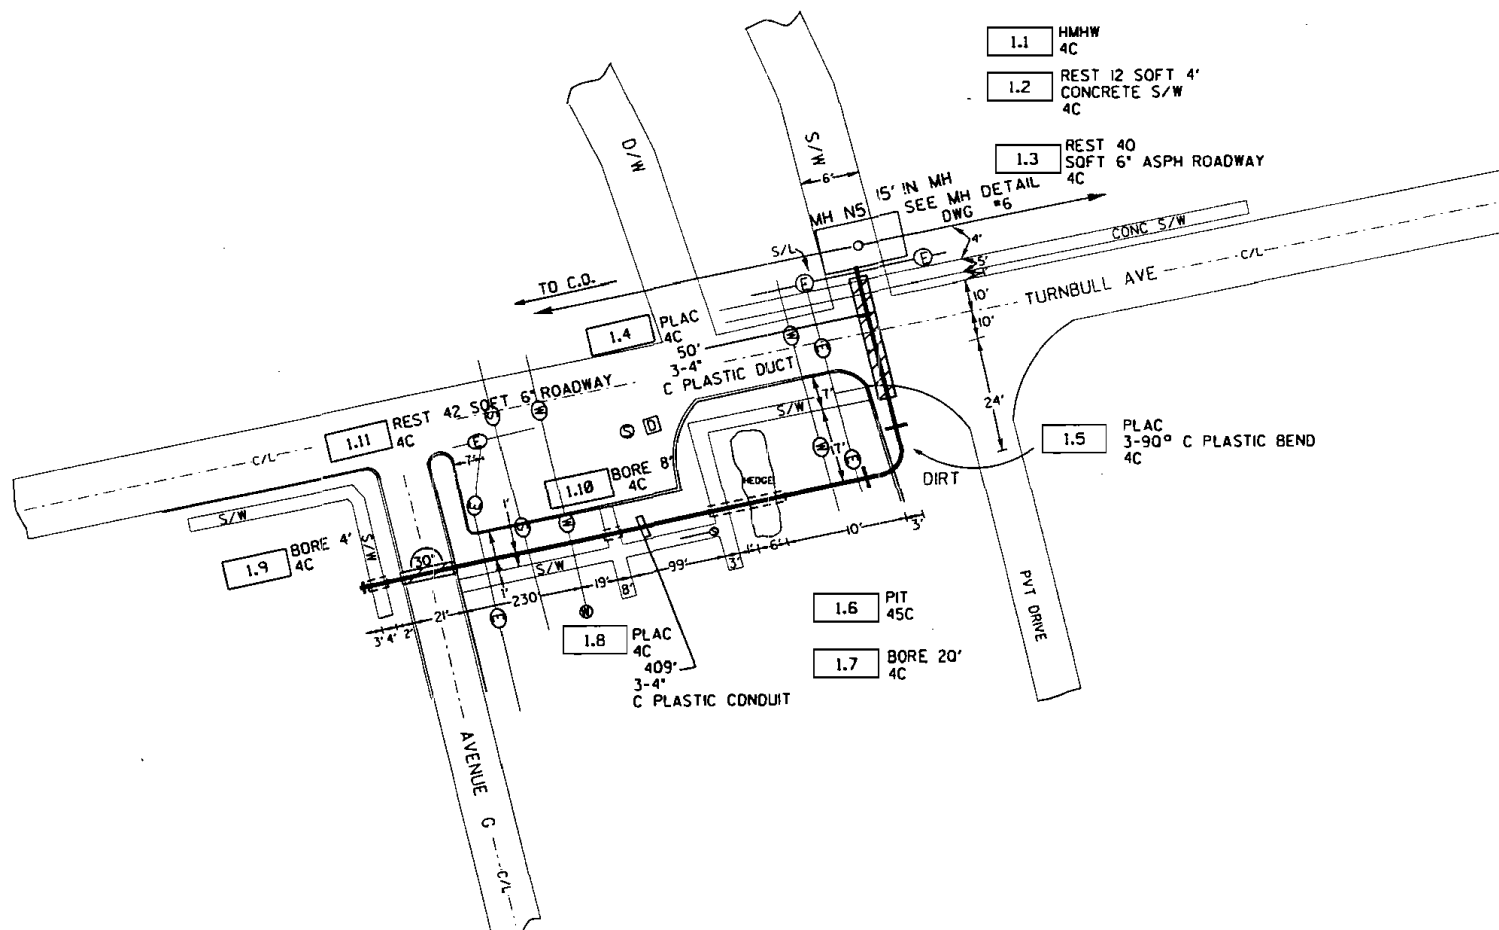 1.1 HMHW
4C
1.2 REST 12 SOFT 4'
CONCRETE S/W
4C
1.3 REST 40
SOFT 6" ASPH ROADWAY
4C
D/W
S/W
6'
MH N5 15' IN MH
SEE MH DETAIL
DWG #6
S/L
E
E
4'
5'
CONC S/W
C/L
TURNBULL AVE
10'
10'
24'
TO C.O.
1.4 PLAC
4C
50'
3-4"
C PLASTIC DUCT
W
E
1.11 REST 42 SOFT 6" ROADWAY
4C
C/L
S
W
E
7'
S
D
S/W
7'
17'
W
E
1.5 PLAC
3-90° C PLASTIC BEND
4C
DIRT
1.10 BORE 8'
4C
HEDGE
E
S
W
1'
S/W
S/W
1.9 BORE 4'
4C
30"
S/W
1'
3' 4' 2' 21' 230' 19' 8' 99' 3' 1' 6' 10' 3'
E
W
S
1.8 PLAC
4C
409'
3-4"
C PLASTIC CONDUIT
1.6 PIT
45C
1.7 BORE 20'
4C
PVT DRIVE
AVENUE G
C/L